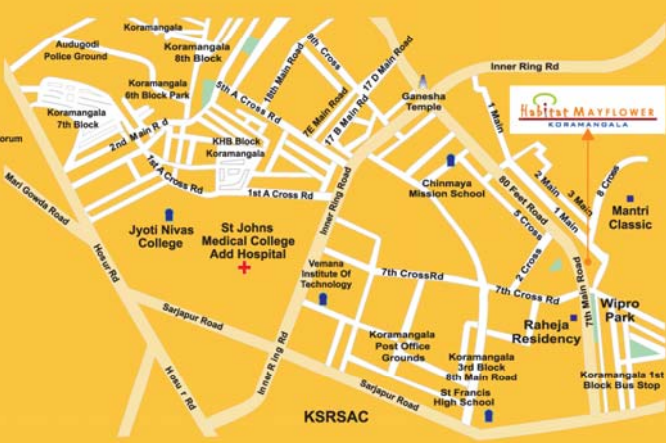 Koramangala
Audugodi
Police Ground
Koramangala
8th Block
8th Cross
17 D Main Road
18th Main Road
Inner Ring Rd
Koramangala
6th Block Park
5th A Cross Rd
Ganesha
Temple
Habitat MAYFLOWER
KORAMANGALA
Koramangala
7th Block
7E Main Road
17 B Main Rd
1 Main
orum
2nd Main R d
KHB Block
Koramangala
1st A Cross Rd
1st A Cross Rd
Mari Gowda Road
Chinmaya
Mission School
2 Main
3 Main
8 Cross
80 Feet Road
1 Main
Mantri
Classic
Inner Ring Road
Jyoti Nivas
College
St Johns
Medical College
Add Hospital
5 Cross
2 Cross
Hosur Rd
Vemana
Institute Of
Technology
7th CrossRd
7th Cross Rd
7th Main Road
Wipro
Park
Sarjapur Road
Raheja
Residency
Koramangala
Post Office
Grounds
Inner R ing Rd
Koramangala
3rd Block
8th Main Road
Koramangala 1st
Block Bus Stop
Hosu r Rd
Sarjapur Road
St Francis
High School
KSRSAC